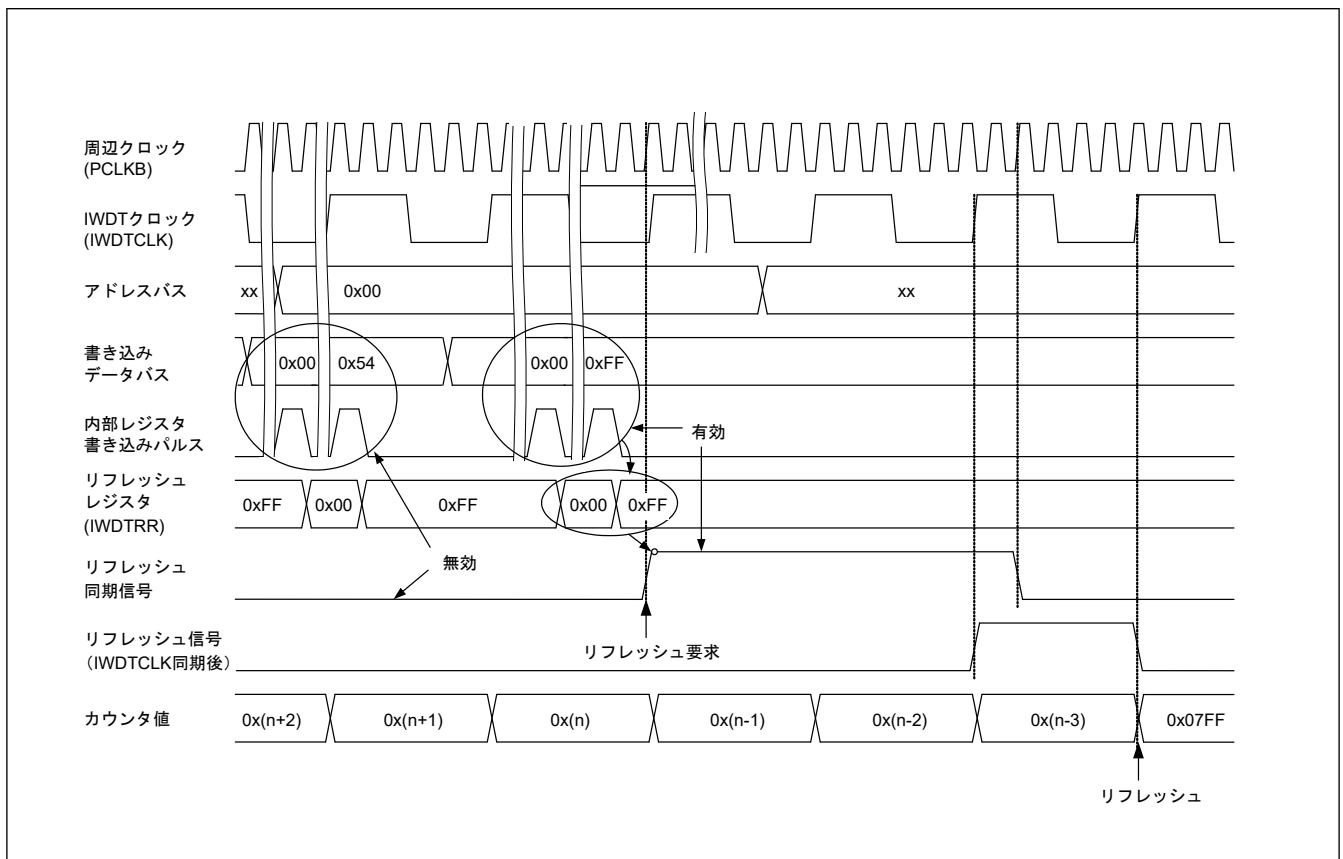 周辺クロック
(PCLKB)
IWDTクロック
(IWDTCLK)
アドレスバス
xx
0x00
xx
書き込み
データバス
0x00
0x54
0x00
0xFF
内部レジスタ
書き込みパルス
有効
リフレッシュ
レジスタ
(IWDTRR)
0xFF
0x00
0xFF
0x00
0xFF
無効
リフレッシュ
同期信号
リフレッシュ要求
リフレッシュ信号
（IWDTCLK同期後）
カウンタ値
0x(n+2)
0x(n+1)
0x(n)
0x(n-1)
0x(n-2)
0x(n-3)
0x07FF
リフレッシュ